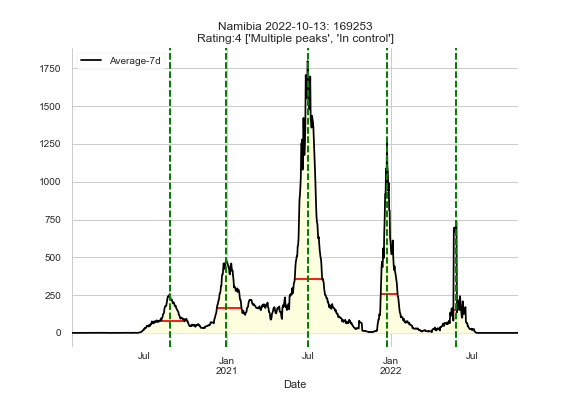 Namibia 2022-10-13: 169253
Rating:4 ['Multiple peaks', 'In control']
Average-7d
1750
1500
1250
1000
750
500
250
0
Jul
Jan
2021
Jul
Jan
2022
Jul
Date